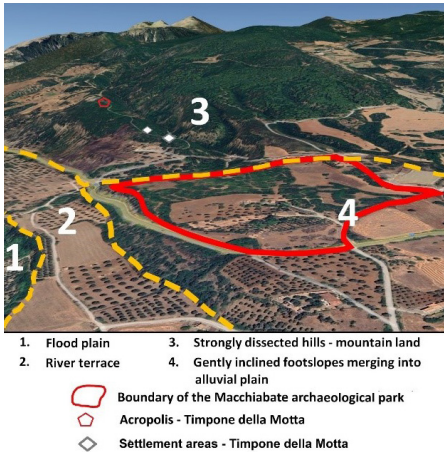 3
2
4
1
1. Flood plain
3. Strongly dissected hills - mountain land
2. River terrace
4. Gently inclined footslopes merging into
alluvial plain
Boundary of the Macchiabate archaeological park
Acropolis - Timpone della Motta
Settlement areas - Timpone della Motta